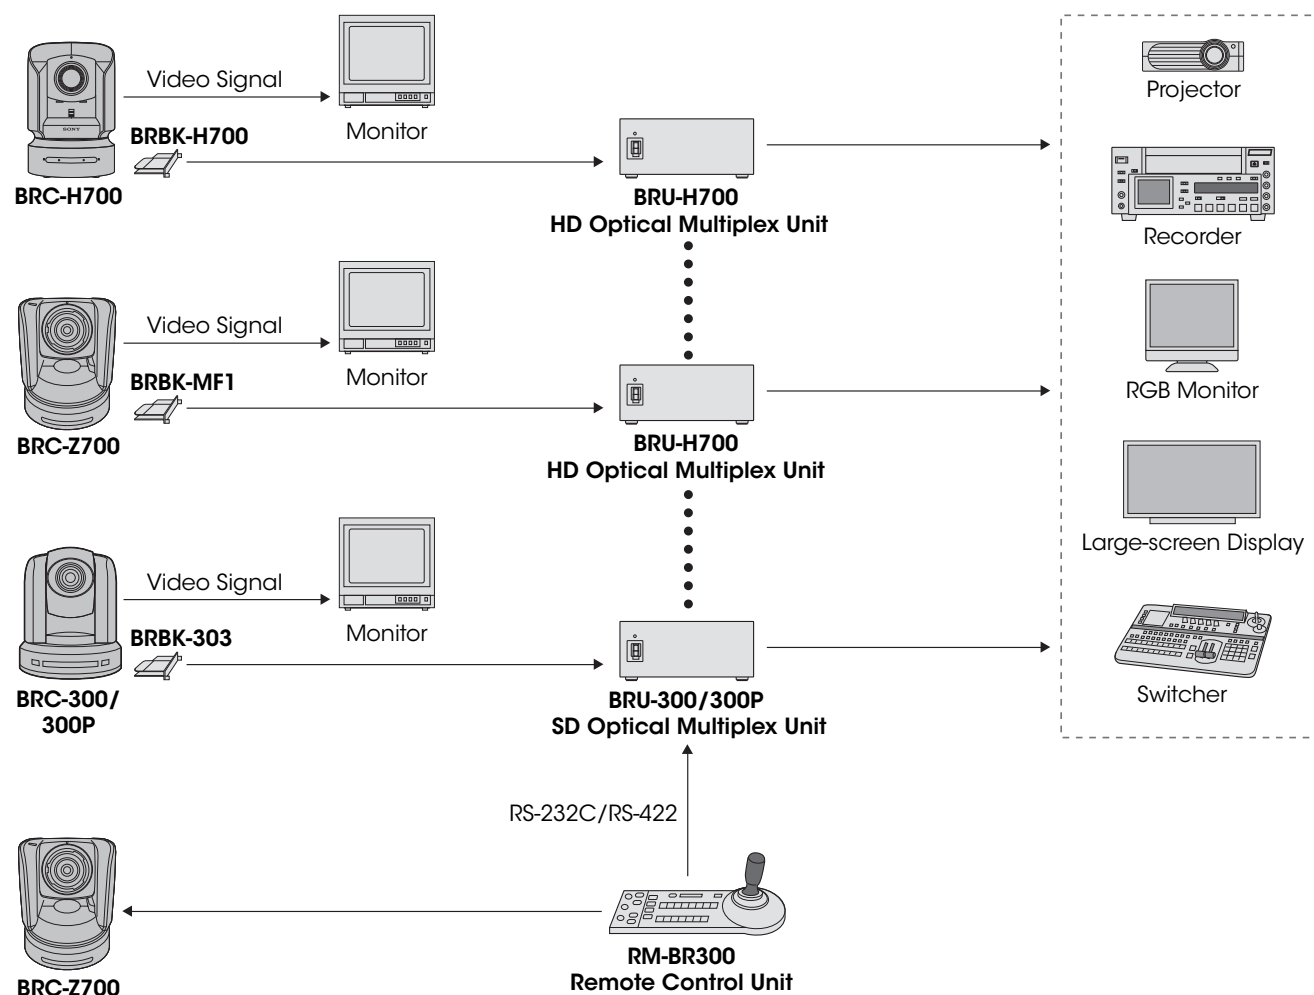 Video Signal
SONY
BRBK-H700
BRC-H700
Monitor
BRU-H700
HD Optical Multiplex Unit
Projector
Recorder
Video Signal
BRBK-MF1
BRC-Z700
Monitor
BRU-H700
HD Optical Multiplex Unit
RGB Monitor
Large-screen Display
Video Signal
BRBK-303
BRC-300/
300P
Monitor
BRU-300/300P
SD Optical Multiplex Unit
Switcher
RS-232C/RS-422
BRC-Z700
RM-BR300
Remote Control Unit